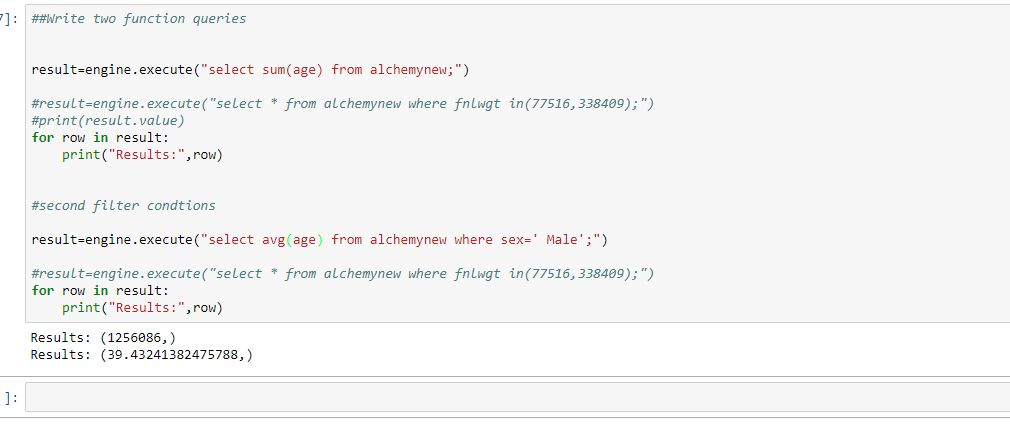 7]: ##Write two function queries
result=engine.execute("select sum(age) from alchemynew;")
#result=engine.execute("select * from alchemynew where fnlwgt in(77516,338409);")
#print(result.value)
for row in result:
    print("Results:",row)
#second filter condtions
result=engine.execute("select avg(age) from alchemynew where sex=' Male';")
#result=engine.execute("select * from alchemynew where fnlwgt in(77516,338409);")
for row in result:
    print("Results:",row)
Results: (1256086,)
Results: (39.43241382475788,)
]: